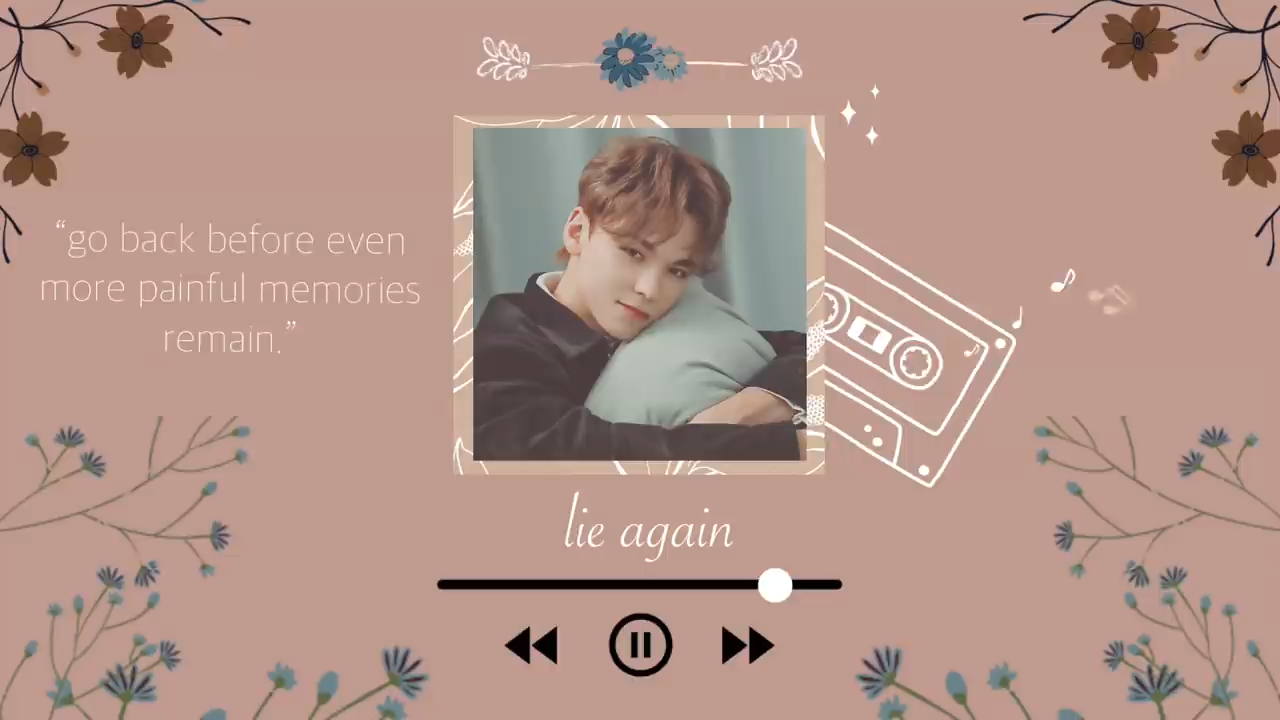 “go back before even
more painful memories
remain.”
lie again